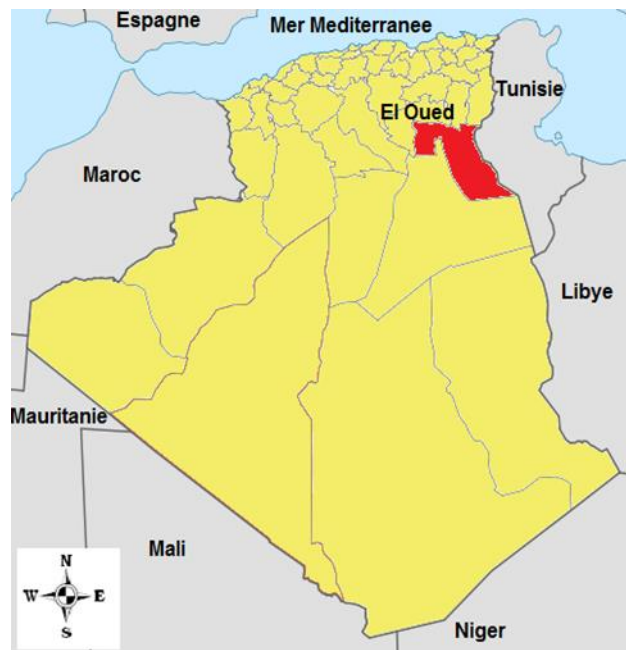 Espagne
Mer Mediterranee
Tunisie
El Oued
Maroc
Libye
Mauritanie
Mali
N
W E
S
Niger